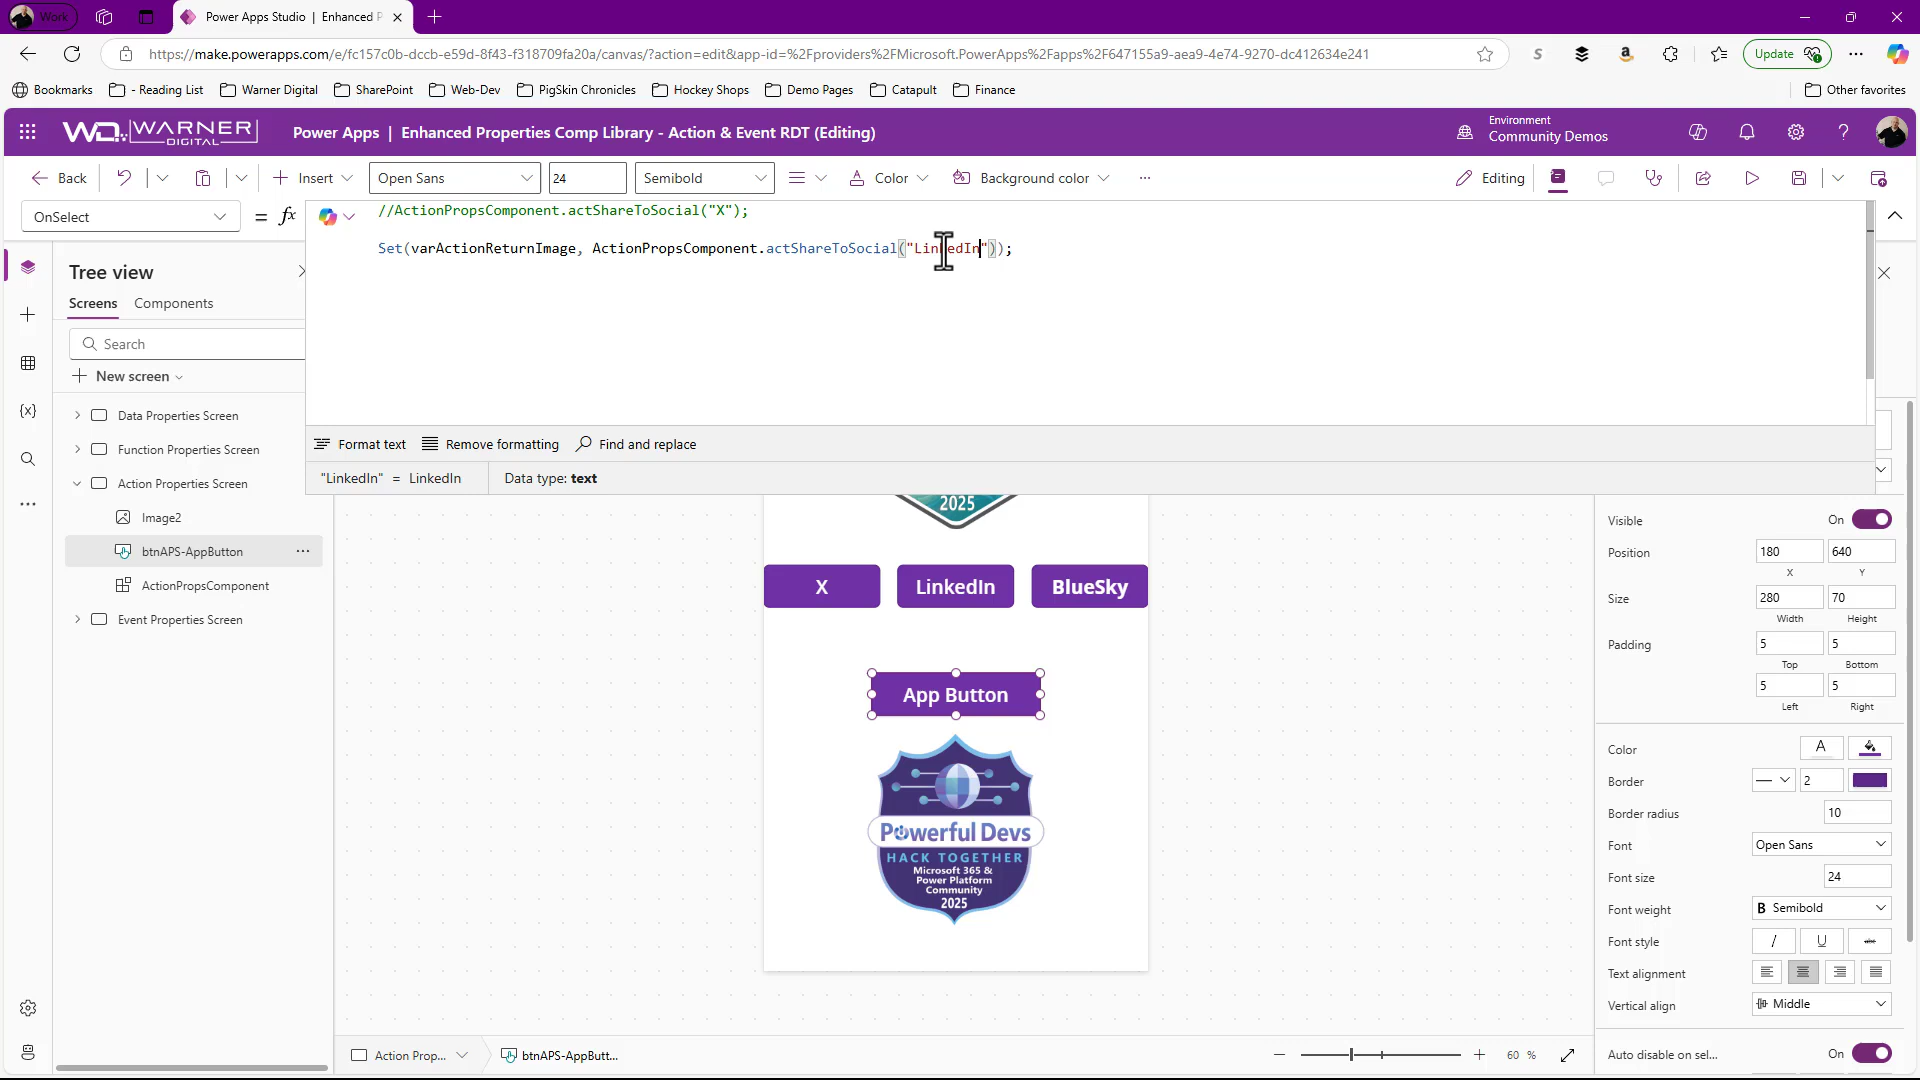 Work
Power Apps Studio | Enhanced P
https://make.powerapps.com/e/fc157c0b-dccb-e59d-8f43-f318709fa20a/canvas/?action=edit&app-id=%2Fproviders%2FMicrosoft.PowerApps%2Fapps%2F647155a9-aea9-4e74-9270-dc412634e241
Update
Bookmarks - Reading List Warner Digital SharePoint Web-Dev PigSkin Chronicles Hockey Shops Demo Pages Catapult Finance Other favorites
WARNER
DIGITAL
Power Apps | Enhanced Properties Comp Library - Action & Event RDT (Editing)
Environment
Community Demos
Back Insert Open Sans 24 Semibold Color Background color ... Editing
OnSelect = fx
//ActionPropsComponent.actShareToSocial("X");
Set(varActionReturnImage, ActionPropsComponent.actShareToSocial("LinkedIn"));
Format text Remove formatting Find and replace
"LinkedIn" = LinkedIn Data type: text
Tree view
Screens Components
Search
New screen
Data Properties Screen
Function Properties Screen
Action Properties Screen
Image2
btnAPS-AppButton ...
ActionPropsComponent
Event Properties Screen
2025
X LinkedIn BlueSky
App Button
Powerful Devs
HACK TOGETHER
Microsoft 365 &
Power Platform
Community
2025
Visible On
Position 180 640
X Y
Size 280 70
Width Height
Padding 5 5
Top Bottom
5 5
Left Right
Color A
Border 2
Border radius 10
Font Open Sans
Font size 24
Font weight B Semibold
Font style / U
Text alignment
Vertical align Middle
Auto disable on sel... On
Action Prop... btnAPS-AppButt... 60 %